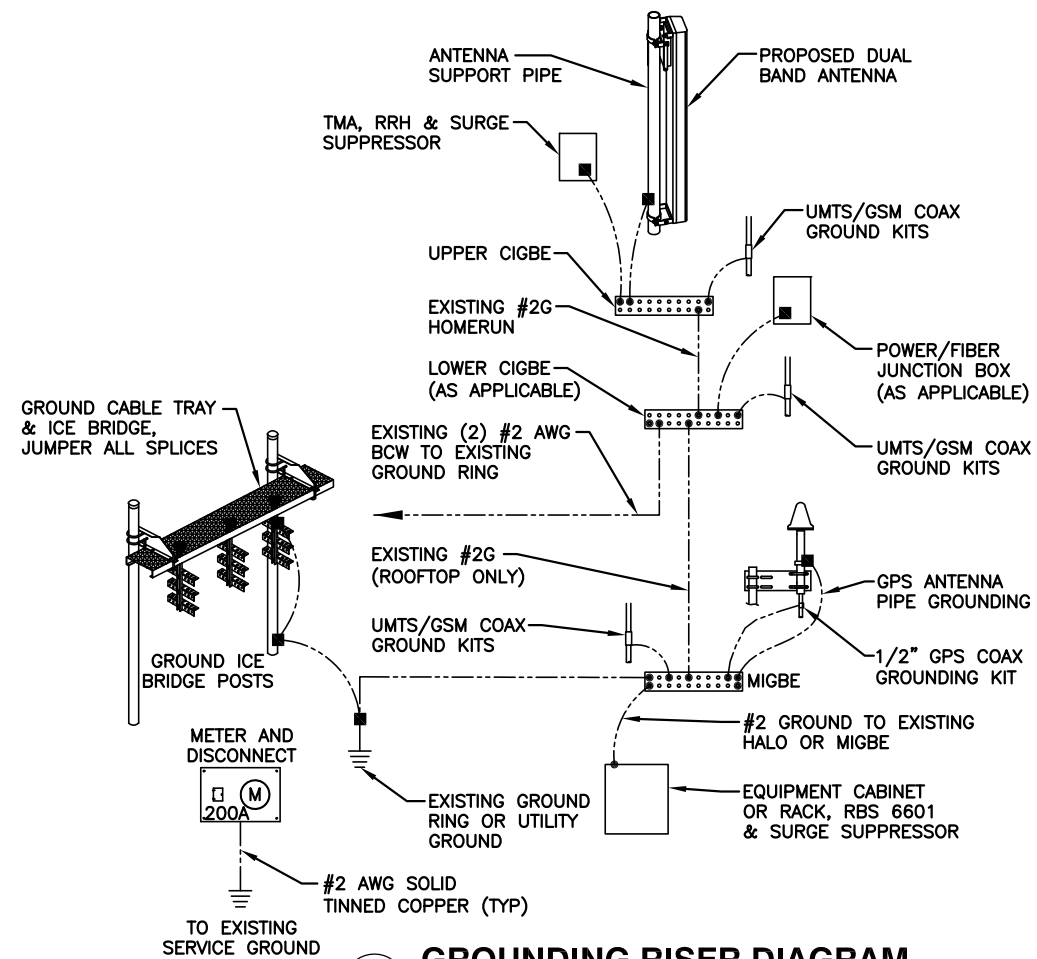 ANTENNA
SUPPORT PIPE
PROPOSED DUAL
BAND ANTENNA
TMA, RRH & SURGE
SUPPRESSOR
UMTS/GSM COAX
GROUND KITS
UPPER CIGBE
EXISTING #2G
HOMERUN
POWER/FIBER
JUNCTION BOX
(AS APPLICABLE)
LOWER CIGBE
(AS APPLICABLE)
GROUND CABLE TRAY
& ICE BRIDGE,
JUMPER ALL SPLICES
EXISTING (2) #2 AWG
BCW TO EXISTING
GROUND RING
UMTS/GSM COAX
GROUND KITS
EXISTING #2G
(ROOFTOP ONLY)
GPS ANTENNA
PIPE GROUNDING
UMTS/GSM COAX
GROUND KITS
1/2" GPS COAX
GROUNDING KIT
GROUND ICE
BRIDGE POSTS
MIGBE
#2 GROUND TO EXISTING
HALO OR MIGBE
METER AND
DISCONNECT
M
200A
EXISTING GROUND
RING OR UTILITY
GROUND
EQUIPMENT CABINET
OR RACK, RBS 6601
& SURGE SUPPRESSOR
#2 AWG SOLID
TINNED COPPER (TYP)
TO EXISTING
SERVICE GROUND
GROUNDING RISER DIAGRAM